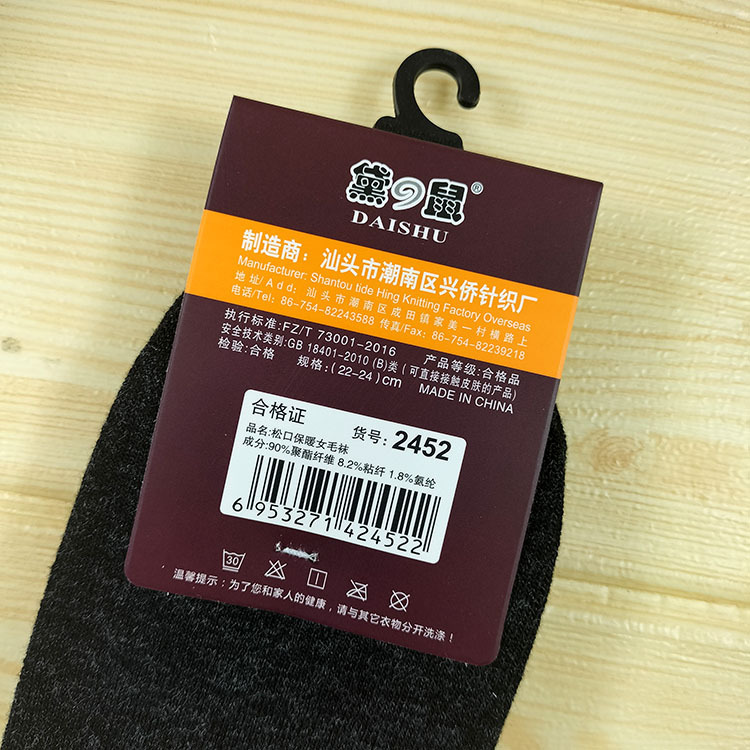 黛の鼠®
DAISHU
制造商：汕头市潮南区兴侨针织厂
Manufacturer: Shantou tide Hing Knitting Factory Overseas
地址/Add：汕头市潮南区成田镇家美一村横路上
电话/Tel: 86-754-82243588 传真/Fax: 86-754-82239218
执行标准:FZ/T 73001-2016 产品等级:合格品
安全技术类别:GB 18401-2010 (B)类（可直接接触皮肤的产品)
检验:合格 规格:(22-24)cm MADE IN CHINA
合格证 货号: 2452
品名:松口保暖女毛袜
成分:90%聚酯纤维 8.2%粘纤 1.8%氨纶
6 953271 424522
30
温馨提示:为了您和家人的健康，请与其它衣物分开洗涤！